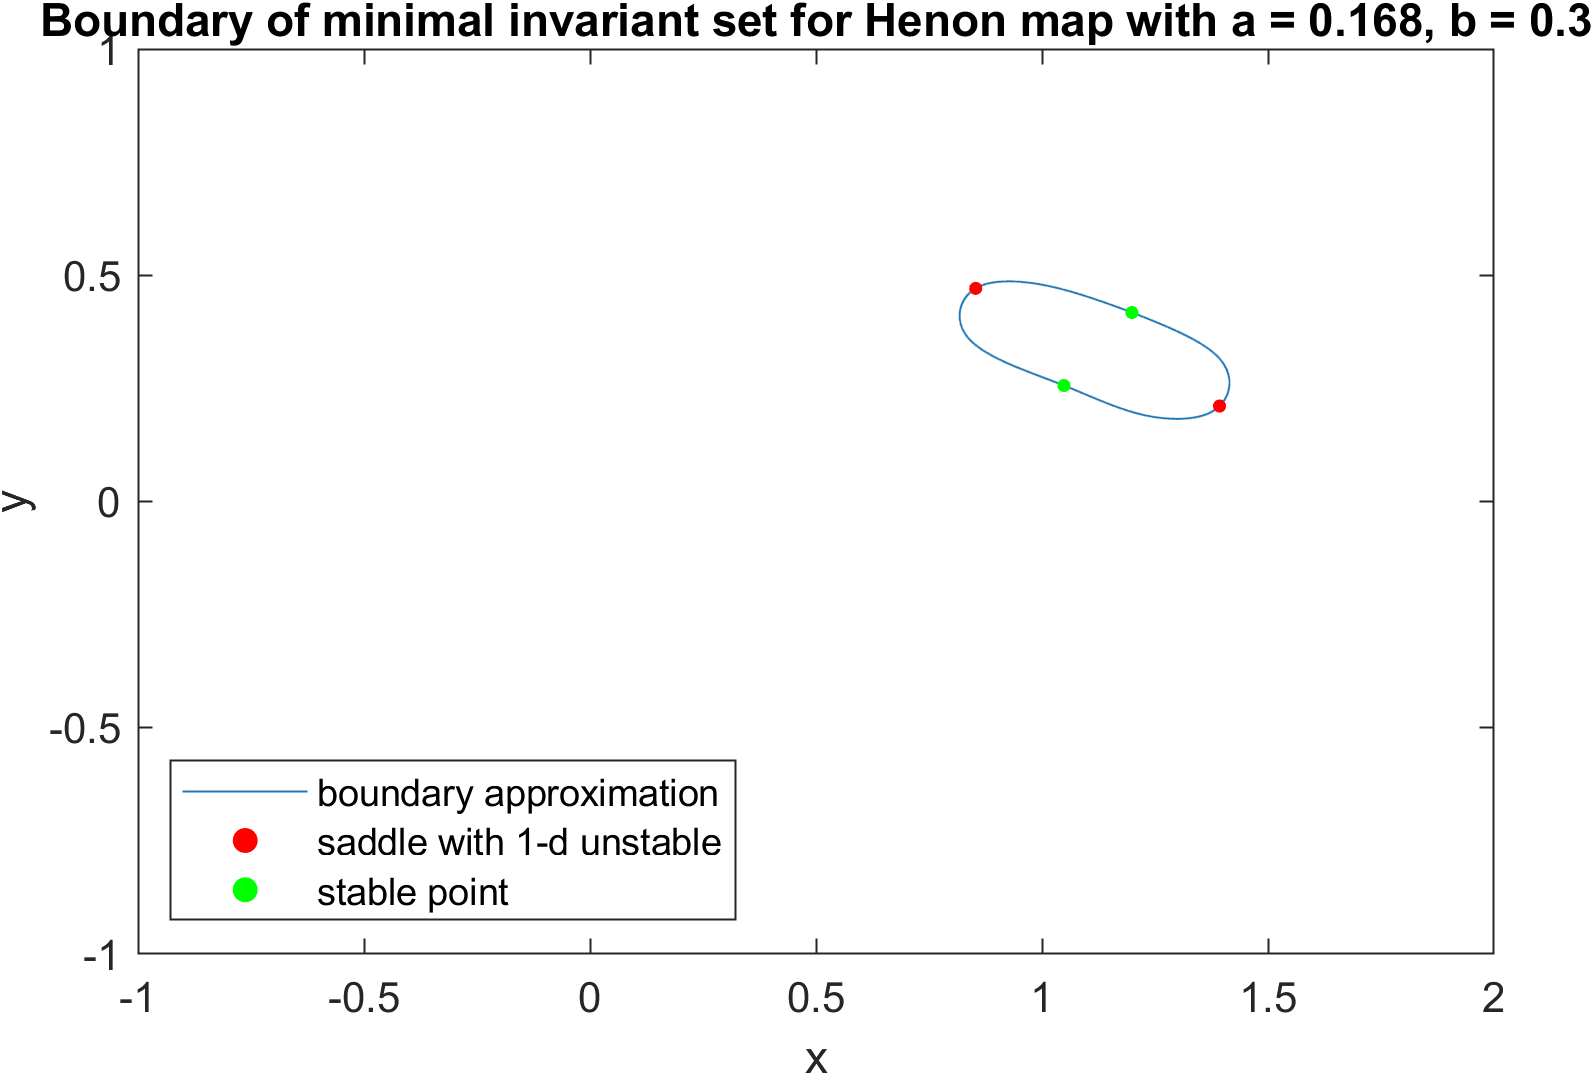 Boundary of minimal invariant set for Henon map with a = 0.168, b = 0.3
1
0.5
0
-0.5
-1
y
boundary approximation
saddle with 1-d unstable
stable point
-1 -0.5 0 0.5 1 1.5 2
x